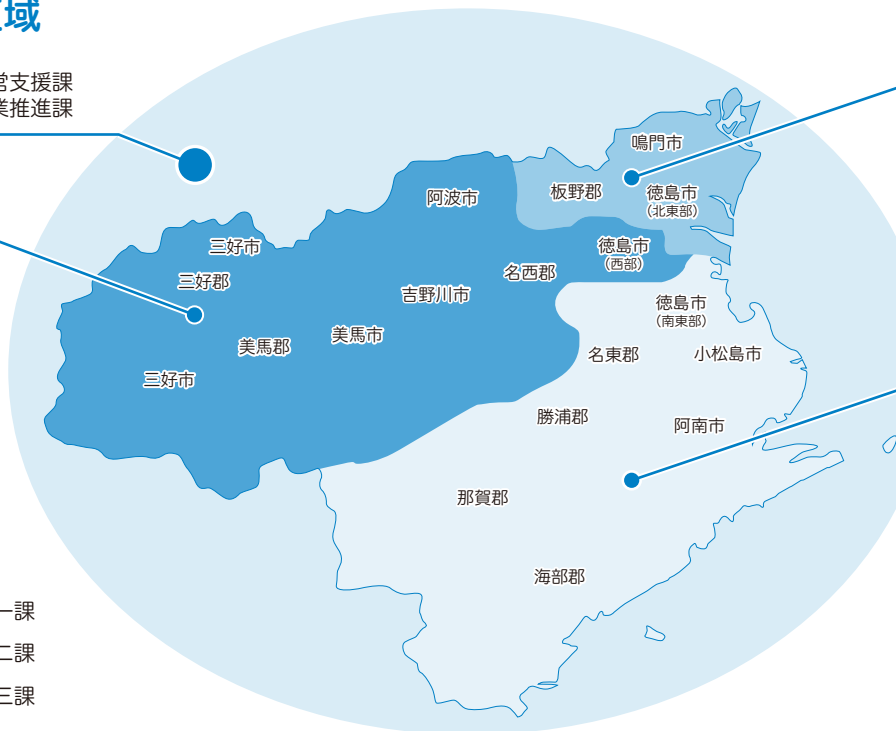 域
営支援課
業推進課
鳴門市
板野郡
徳島市
(北東部)
阿波市
三好市
三好郡
徳島市
(西部)
名西郡
吉野川市
徳島市
(南東部)
美馬市
美馬郡
名東郡
小松島市
三好市
勝浦郡
阿南市
那賀郡
海部郡
一課
二課
三課